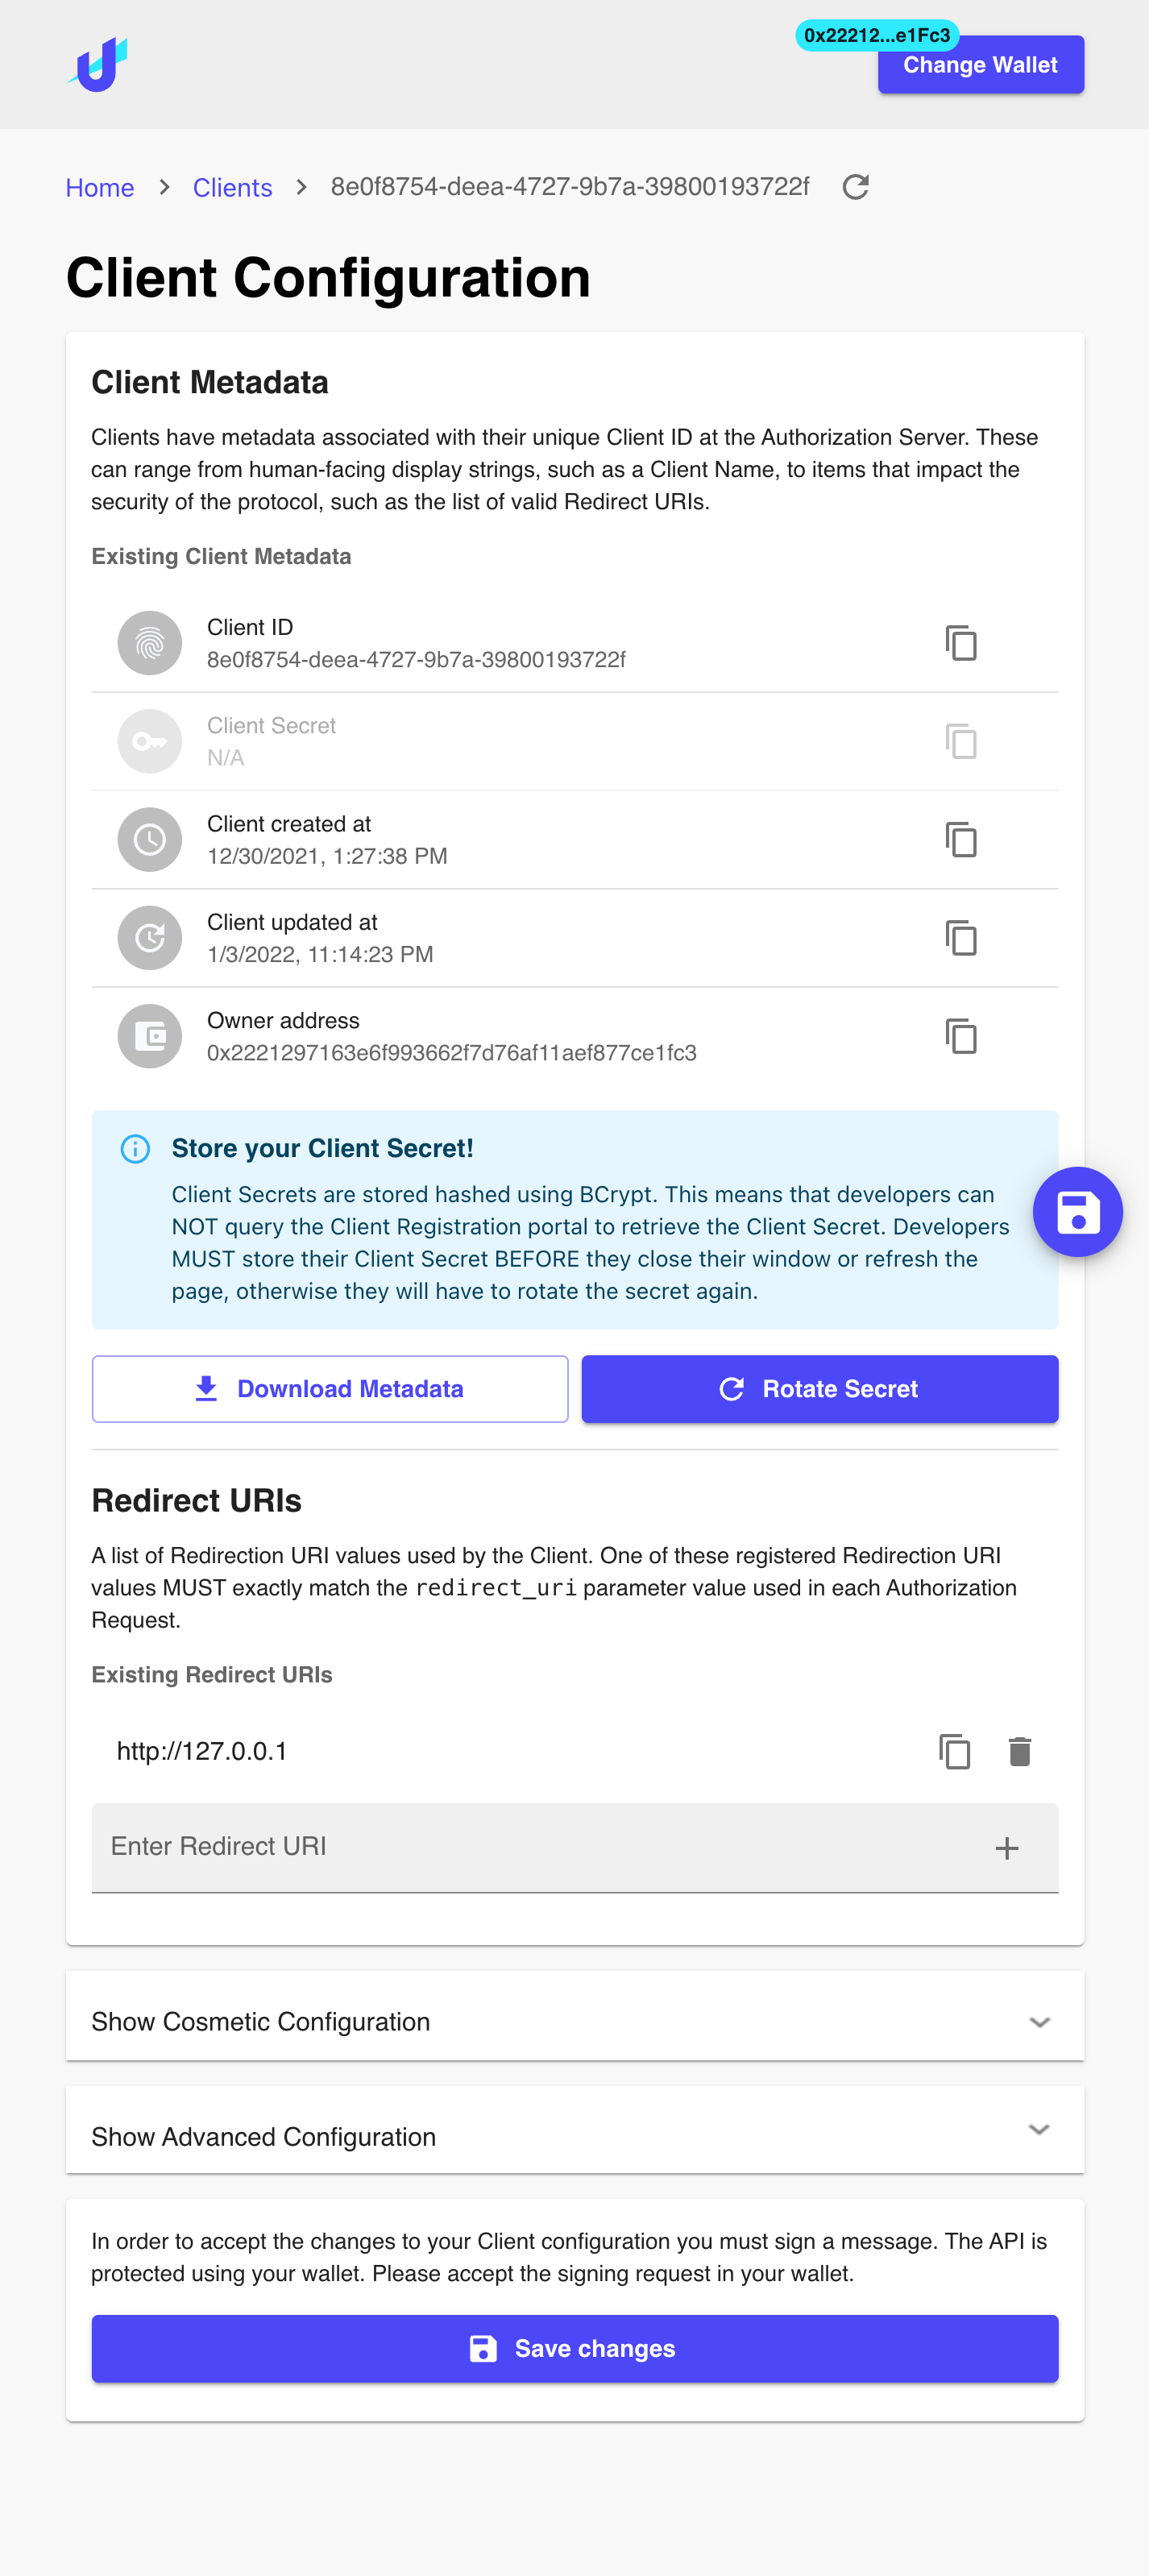 0x22212...e1Fc3
Change Wallet
Home > Clients > 8e0f8754-deea-4727-9b7a-39800193722f
Client Configuration
Client Metadata
Clients have metadata associated with their unique Client ID at the Authorization Server. These
can range from human-facing display strings, such as a Client Name, to items that impact the
security of the protocol, such as the list of valid Redirect URIs.
Existing Client Metadata
Client ID
8e0f8754-deea-4727-9b7a-39800193722f
Client Secret
N/A
Client created at
12/30/2021, 1:27:38 PM
Client updated at
1/3/2022, 11:14:23 PM
Owner address
0x2221297163e6f993662f7d76af11aef877ce1fc3
Store your Client Secret!
Client Secrets are stored hashed using BCrypt. This means that developers can
NOT query the Client Registration portal to retrieve the Client Secret. Developers
MUST store their Client Secret BEFORE they close their window or refresh the
page, otherwise they will have to rotate the secret again.
Download Metadata
Rotate Secret
Redirect URIs
A list of Redirection URI values used by the Client. One of these registered Redirection URI
values MUST exactly match the redirect_uri parameter value used in each Authorization
Request.
Existing Redirect URIs
http://127.0.0.1
Enter Redirect URI
Show Cosmetic Configuration
Show Advanced Configuration
In order to accept the changes to your Client configuration you must sign a message. The API is
protected using your wallet. Please accept the signing request in your wallet.
Save changes